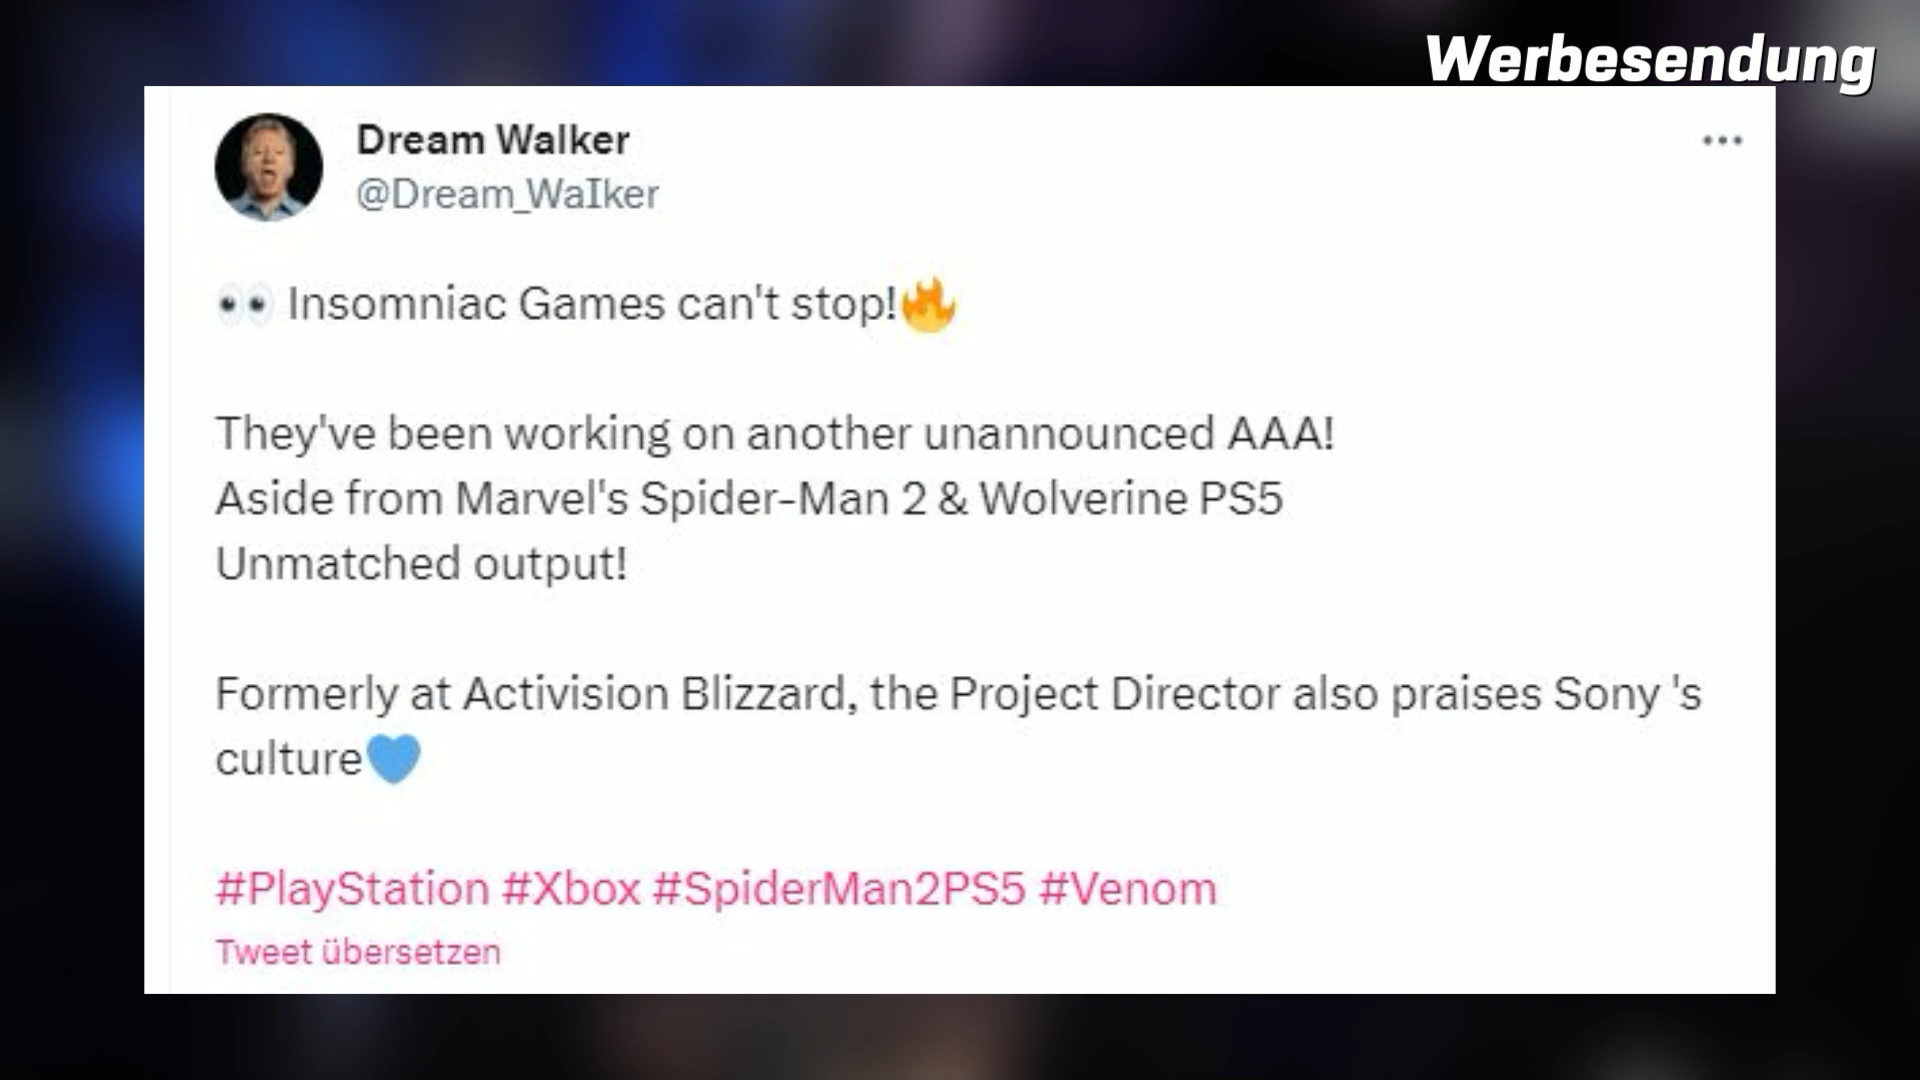 Werbesendung
Dream Walker
@Dream_WaIker
👀 Insomniac Games can't stop!🔥
They've been working on another unannounced AAA!
Aside from Marvel's Spider-Man 2 & Wolverine PS5
Unmatched output!
Formerly at Activision Blizzard, the Project Director also praises Sony 's
culture💙
#PlayStation #Xbox #SpiderMan2PS5 #Venom
Tweet übersetzen